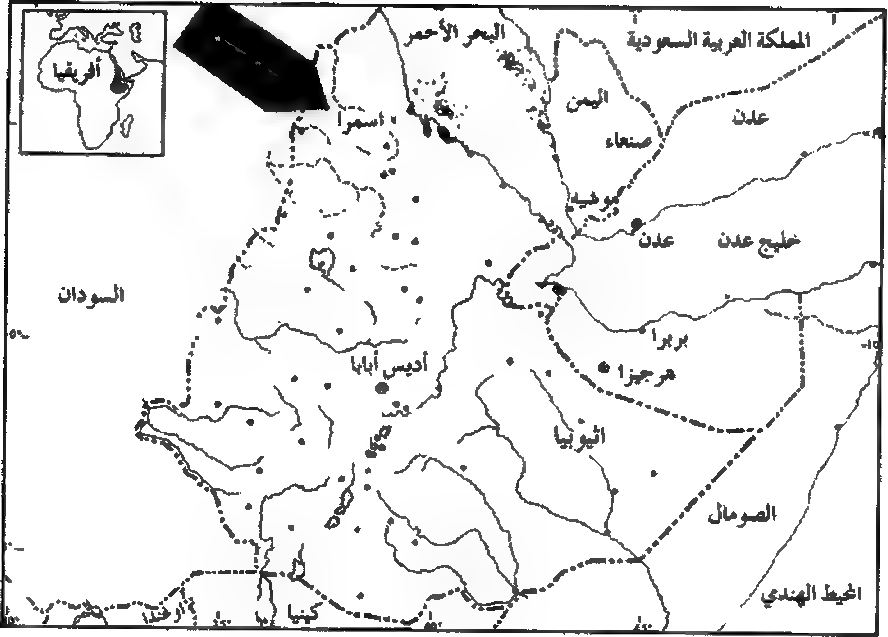 البحر الأحمر
المملكة العربية السعودية
أفريقيا
اليمن
أسمرا
عدن
صنعاء
عدن
خليج عدن
السودان
بربرا
أديس أبابا
هرجيزا
اثيوبيا
الصومال
المحيط الهندي
كينيا